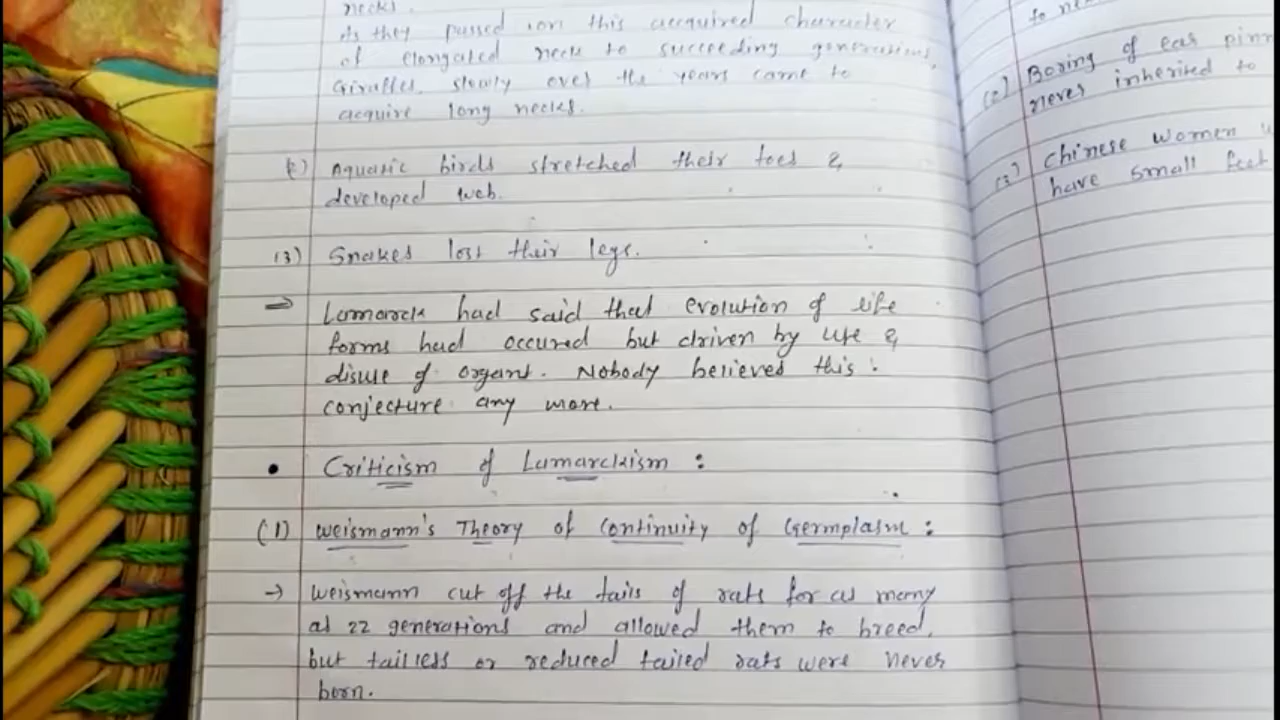 necks.
As they passed on this acquired character
of elongated neck to succeeding generations,
Giraffes, slowly over the years came to
acquire long necks.
(2) Aquatic birds stretched their toes &
developed web.
(3) Snakes lost their legs.
⇒ Lamarck had said that evolution of life
forms had occured but driven by use &
disuse of organs. Nobody believed this
conjecture any more.
• Criticism of Lamarckism :
(1) Weismann's Theory of Continuity of Germplasm :
→ Weismann cut off the tails of rats for as many
as 22 generations and allowed them to breed,
but tailless or reduced tailed rats were never
born.
to
(2) Boring of ear
never inherited to
(3) Chinese women
have small feet